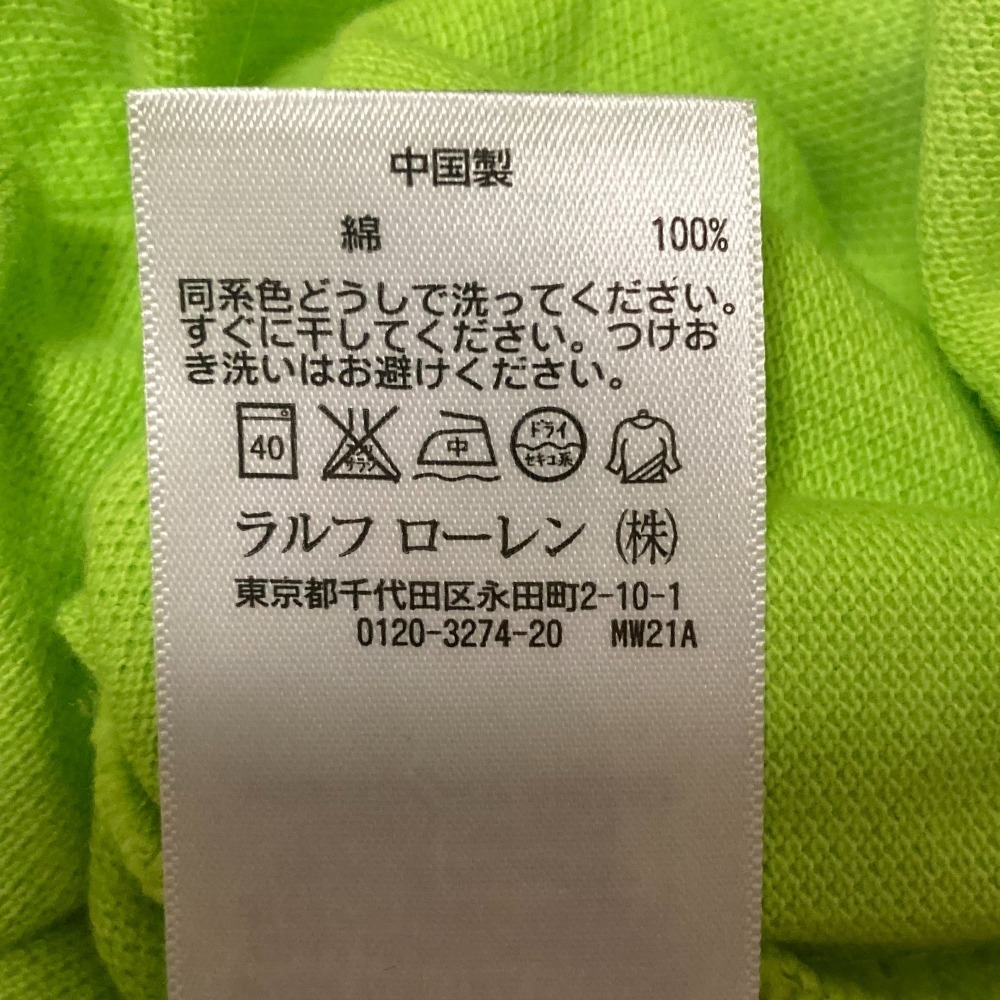 中国製
綿 100%
同系色どうしで洗ってください。
すぐに干してください。つけお
き洗いはお避けください。
40
エンソ
サラシ
中
ドライ
セキユ系
ラルフ ローレン (株)
東京都千代田区永田町2-10-1
0120-3274-20 MW21A